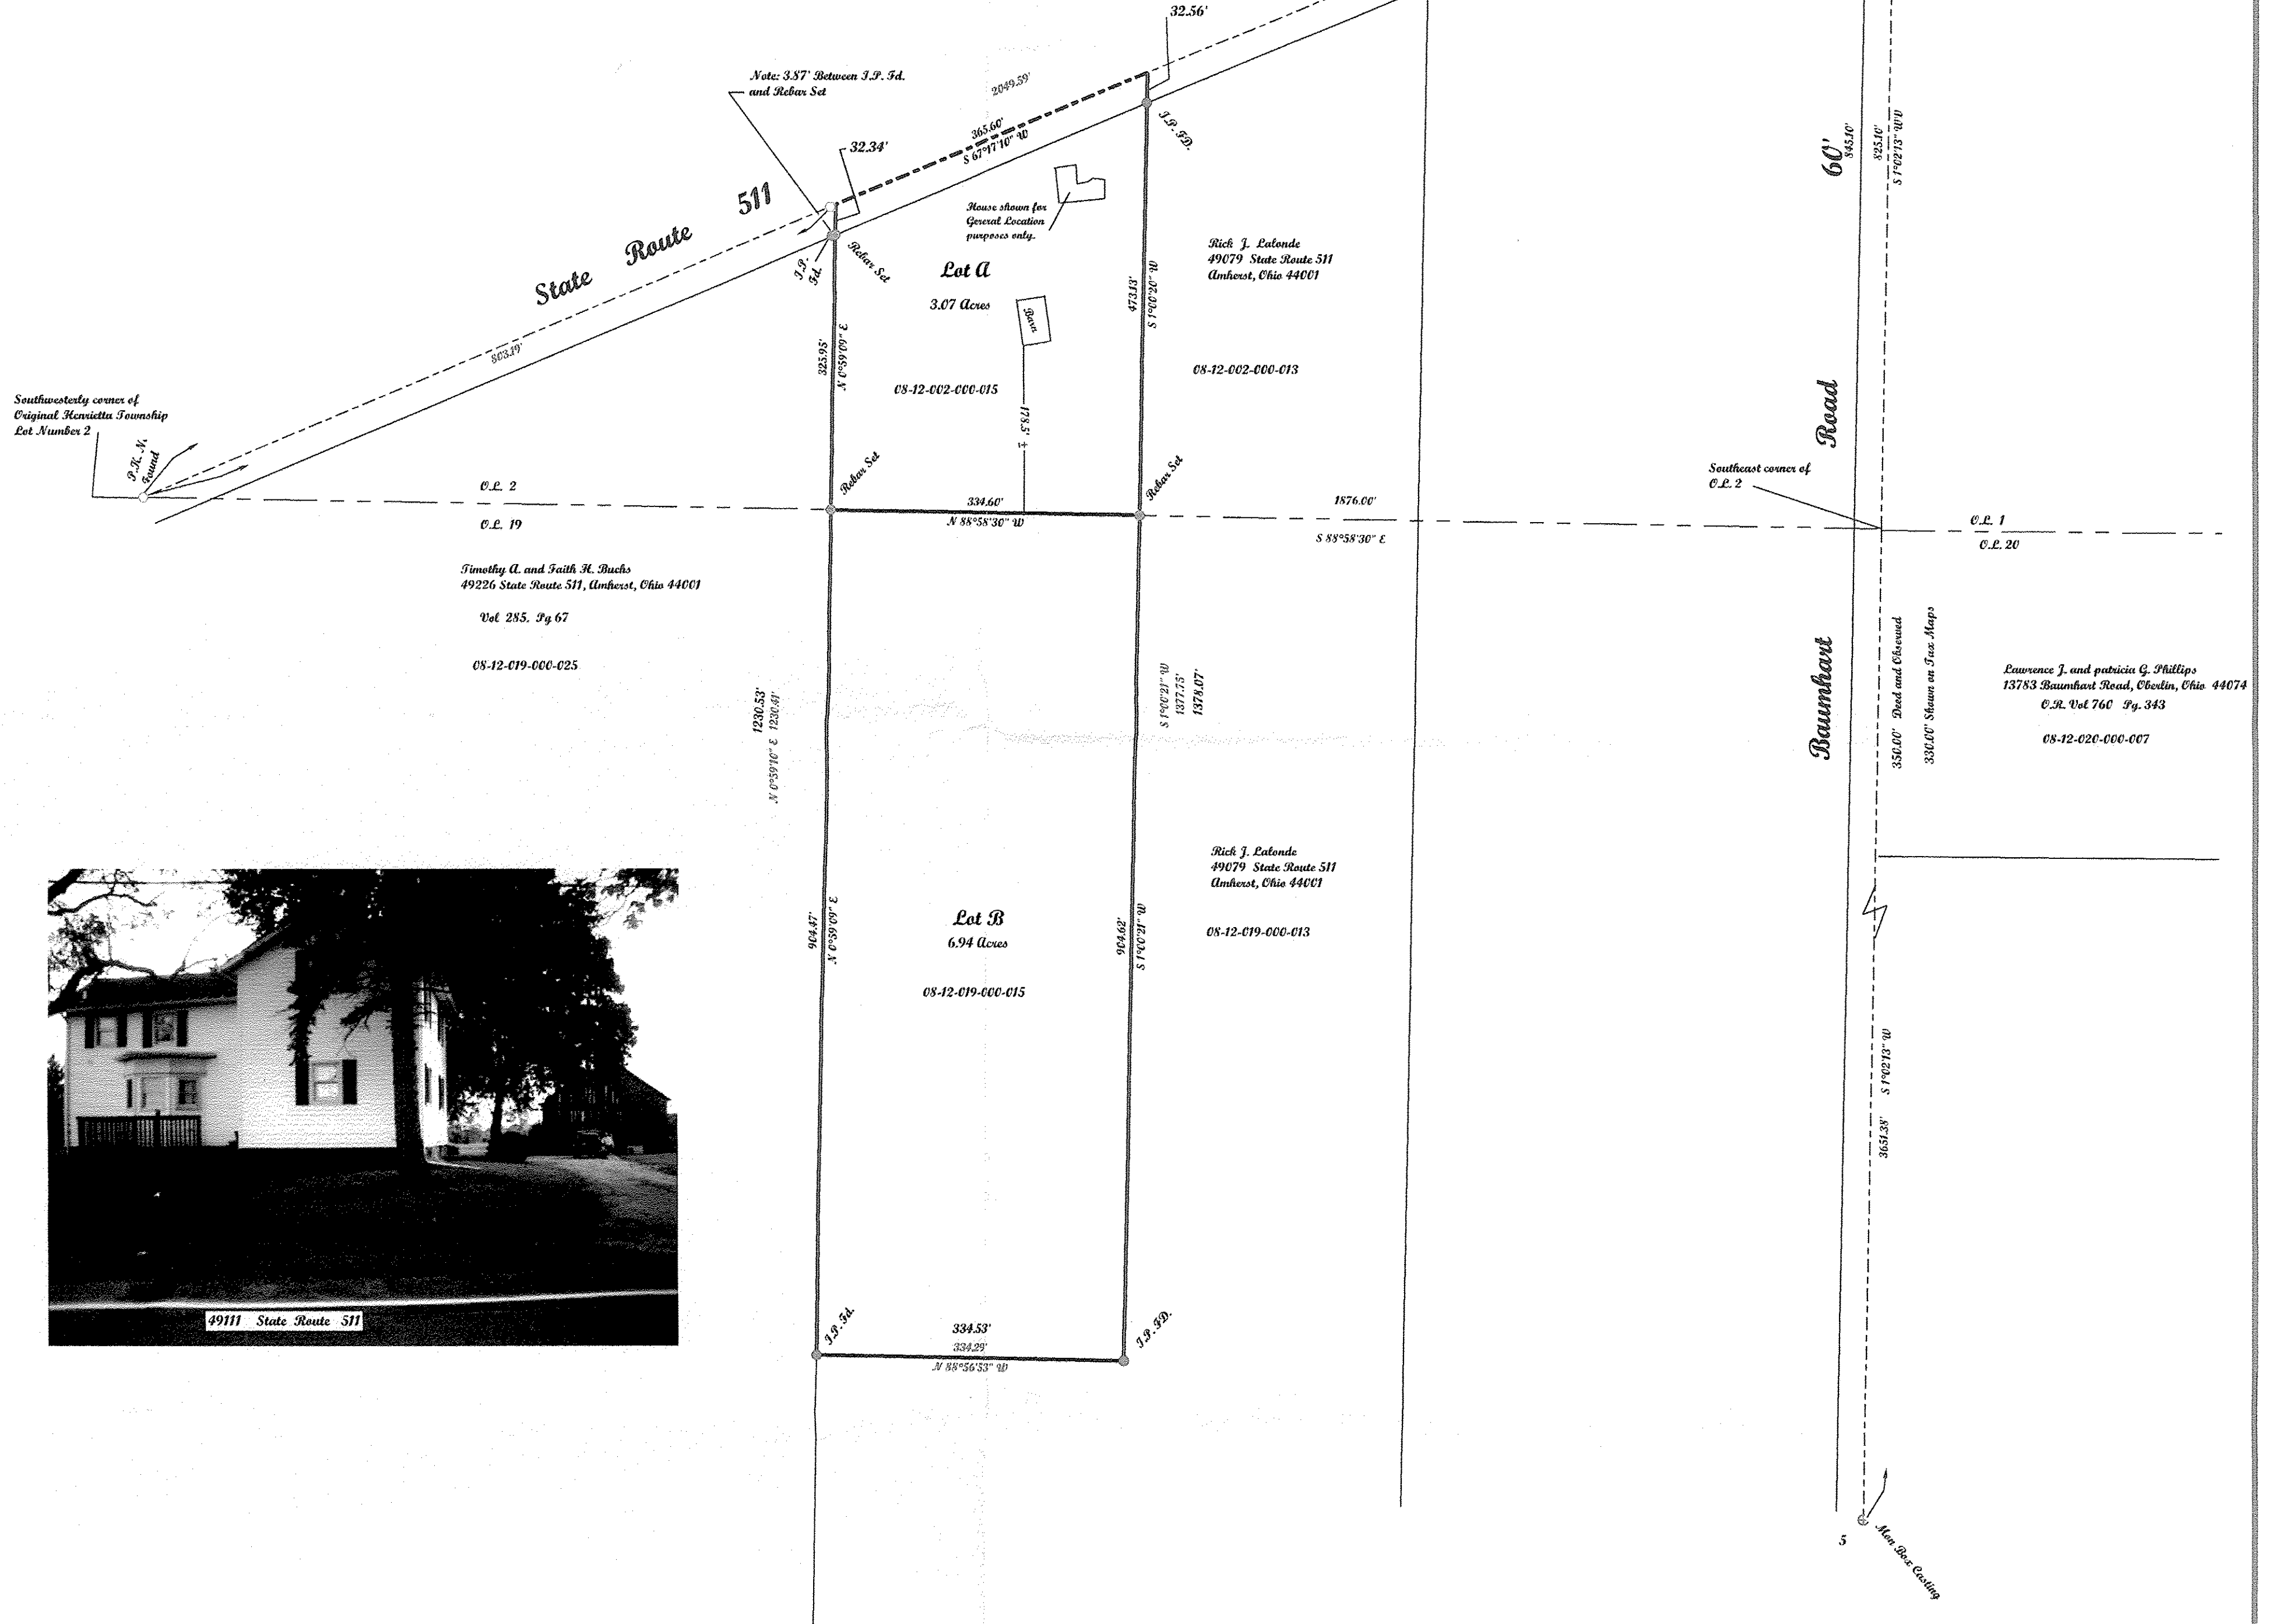 32.56'
Note: 3.87' Between I.P. Fd.
and Rebar Set
2049.59'
365.60'
S 67°17'10" W
32.34'
I.P. FD.
State Route 511
House shown for
General Location
purposes only.
I.P.
Fd.
Rebar Set
Lot A
3.07 Acres
Barn
Rick J. Lalonde
49079 State Route 511
Amherst, Ohio 44001
473.13'
S 1°00'20" W
325.95'
N 0°59'09" E
08-12-002-000-013
08-12-002-000-015
178.5' ±
803.19'
60'
845.10'
825.10'
Road
Southwesterly corner of
Original Henrietta Township
Lot Number 2
P.K. N.
Found
Southeast corner of
O.L. 2
O.L. 2
O.L. 19
Rebar Set
334.60'
N 88°58'30" W
Rebar Set
1876.00'
S 88°58'30" E
O.L. 1
O.L. 20
Timothy A. and Faith H. Buchs
49226 State Route 511, Amherst, Ohio 44001
Vol 285. Pg 67
08-12-019-000-025
Baumhart
350.00' Deed and Observed
330.00' Shown on Tax Maps
Lawrence J. and patricia G. Phillips
13783 Baumhart Road, Oberlin, Ohio 44074
O.R. Vol 760 Pg. 343
08-12-020-000-007
1230.53'
N 0°59'10" E 1230.41'
S 1°00'21" W
1377.75'
1378.07'
Rick J. Lalonde
49079 State Route 511
Amherst, Ohio 44001
08-12-019-000-013
Lot B
6.94 Acres
08-12-019-000-015
904.47'
N 0°59'09" E
904.62'
S 1°00'21" W
S 1°02'13" W
3651.38'
49111 State Route 511
I.P. Fd.
334.53'
334.29'
N 88°56'53" W
I.P. FD.
5
Mon Box Casting